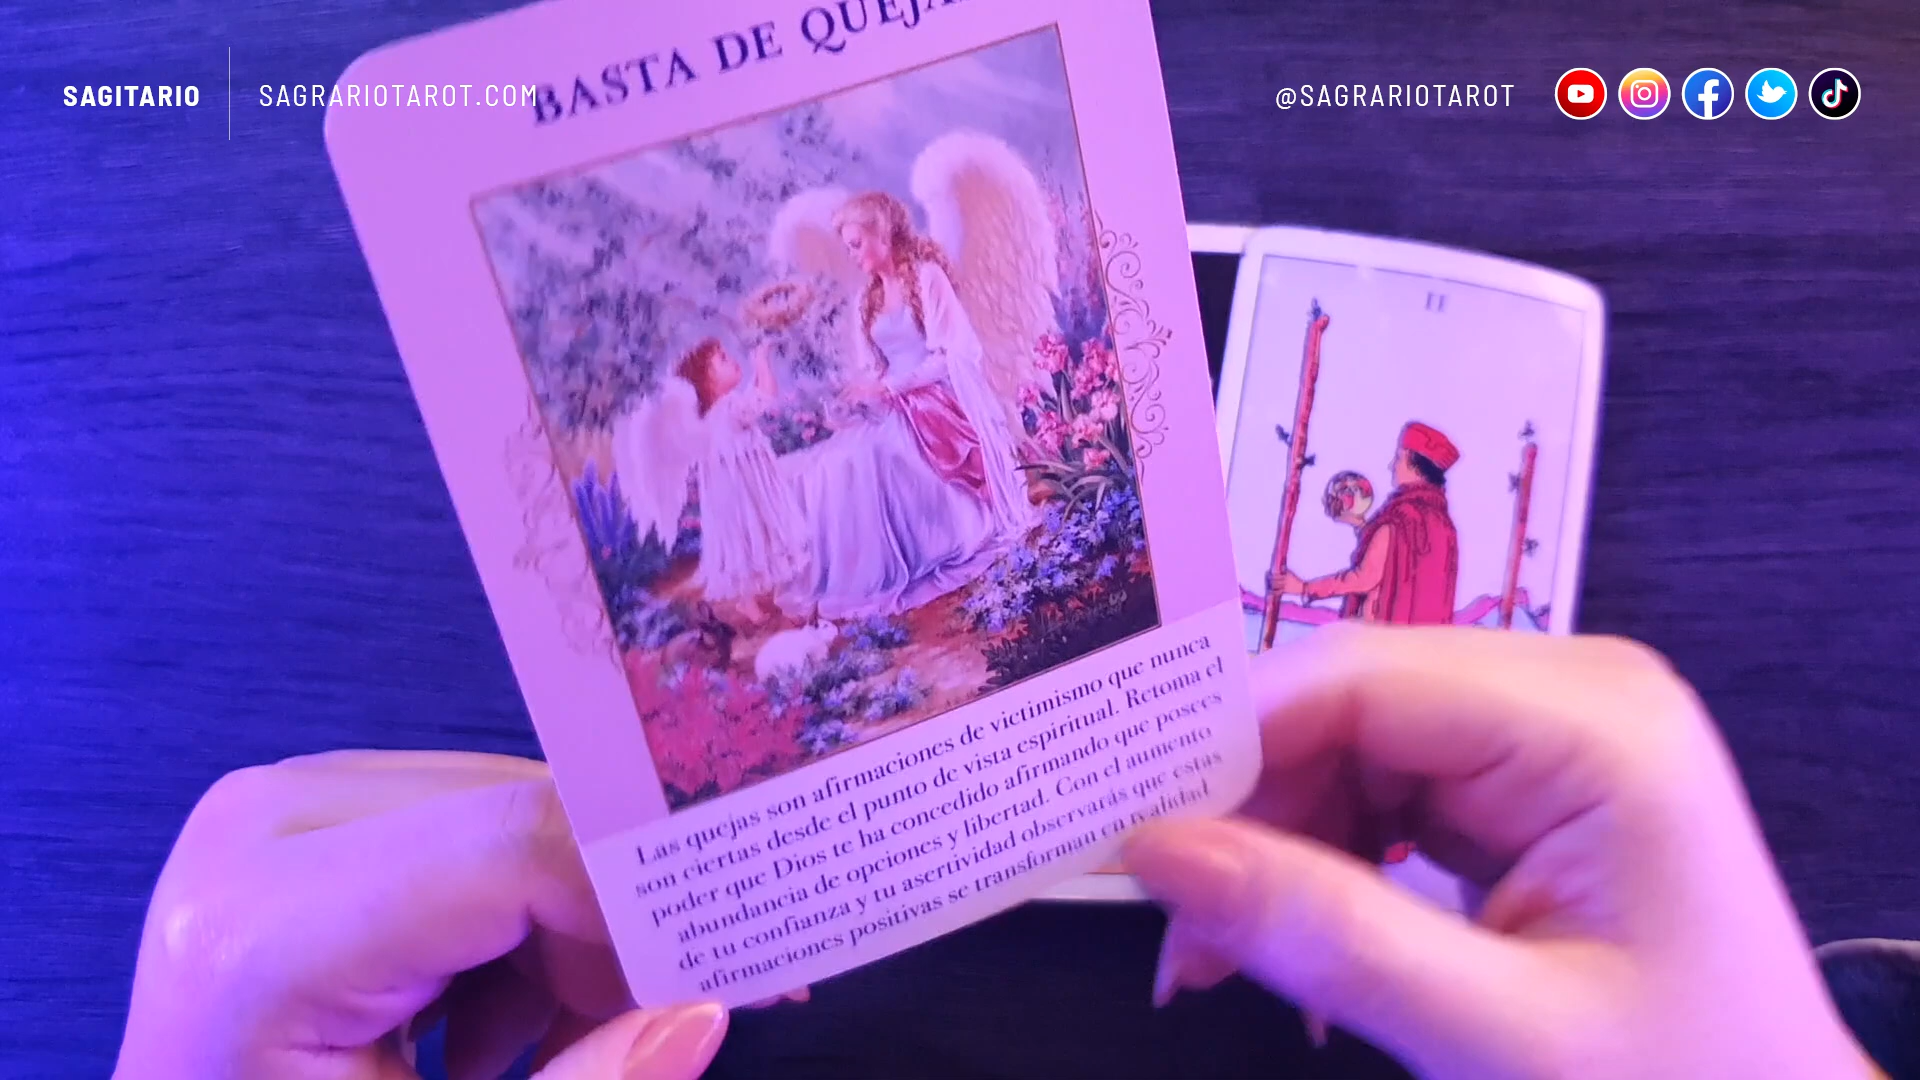 SAGITARIO
SAGRARIOTAROT.COM
@SAGRARIOTAROT
BASTA DE QUEJAS
II
Las quejas son afirmaciones de victimismo que nunca
son ciertas desde el punto de vista espiritual. Retoma el
poder que Dios te ha concedido afirmando que posees
abundancia de opciones y libertad. Con el aumento
de tu confianza y tu asertividad observarás que estas
afirmaciones positivas se transforman en realidad.